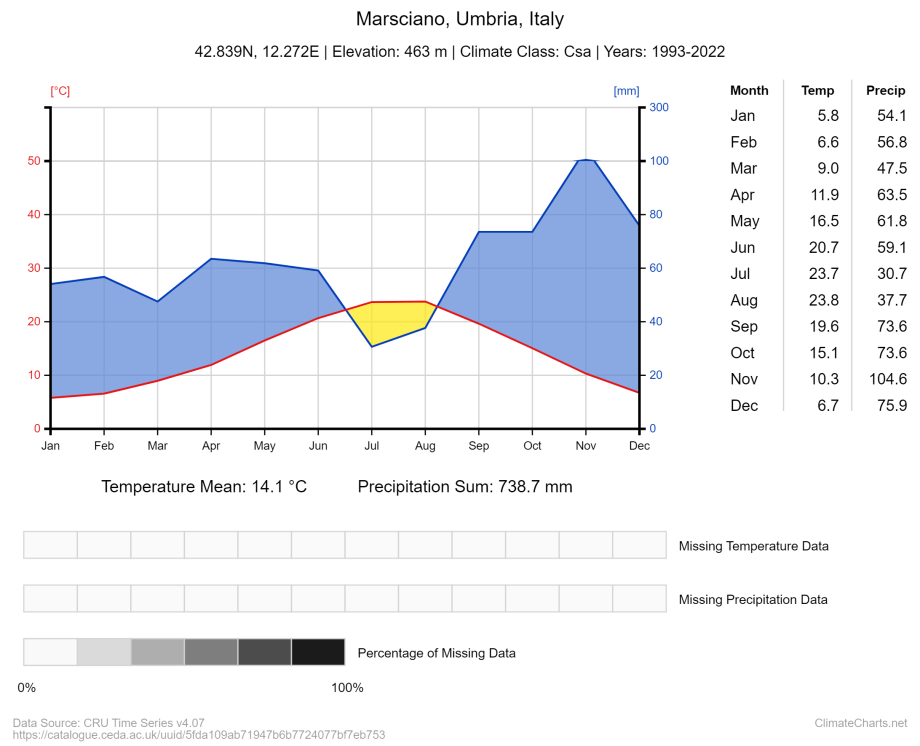 Marsciano, Umbria, Italy
42.839N, 12.272E | Elevation: 463 m | Climate Class: Csa | Years: 1993-2022
[°C] [mm]
300
50 100
40 80
30 60
20 40
10 20
0 0
Jan Feb Mar Apr May Jun Jul Aug Sep Oct Nov Dec
Month Temp Precip
Jan 5.8 54.1
Feb 6.6 56.8
Mar 9.0 47.5
Apr 11.9 63.5
May 16.5 61.8
Jun 20.7 59.1
Jul 23.7 30.7
Aug 23.8 37.7
Sep 19.6 73.6
Oct 15.1 73.6
Nov 10.3 104.6
Dec 6.7 75.9
Temperature Mean: 14.1 °C Precipitation Sum: 738.7 mm
Missing Temperature Data
Missing Precipitation Data
Percentage of Missing Data
0% 100%
Data Source: CRU Time Series v4.07 ClimateCharts.net
https://catalogue.ceda.ac.uk/uuid/5fda109ab71947b6b7724077bf7eb753